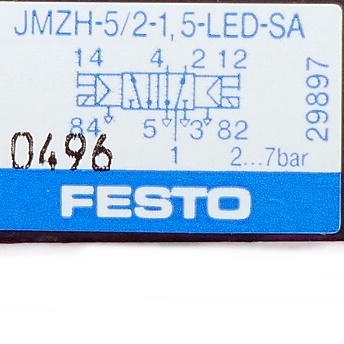 JMZH-5/2-1,5-LED-SA
14 4 2 12
84 5 3 82
29897
0496
1 2...7bar
FESTO